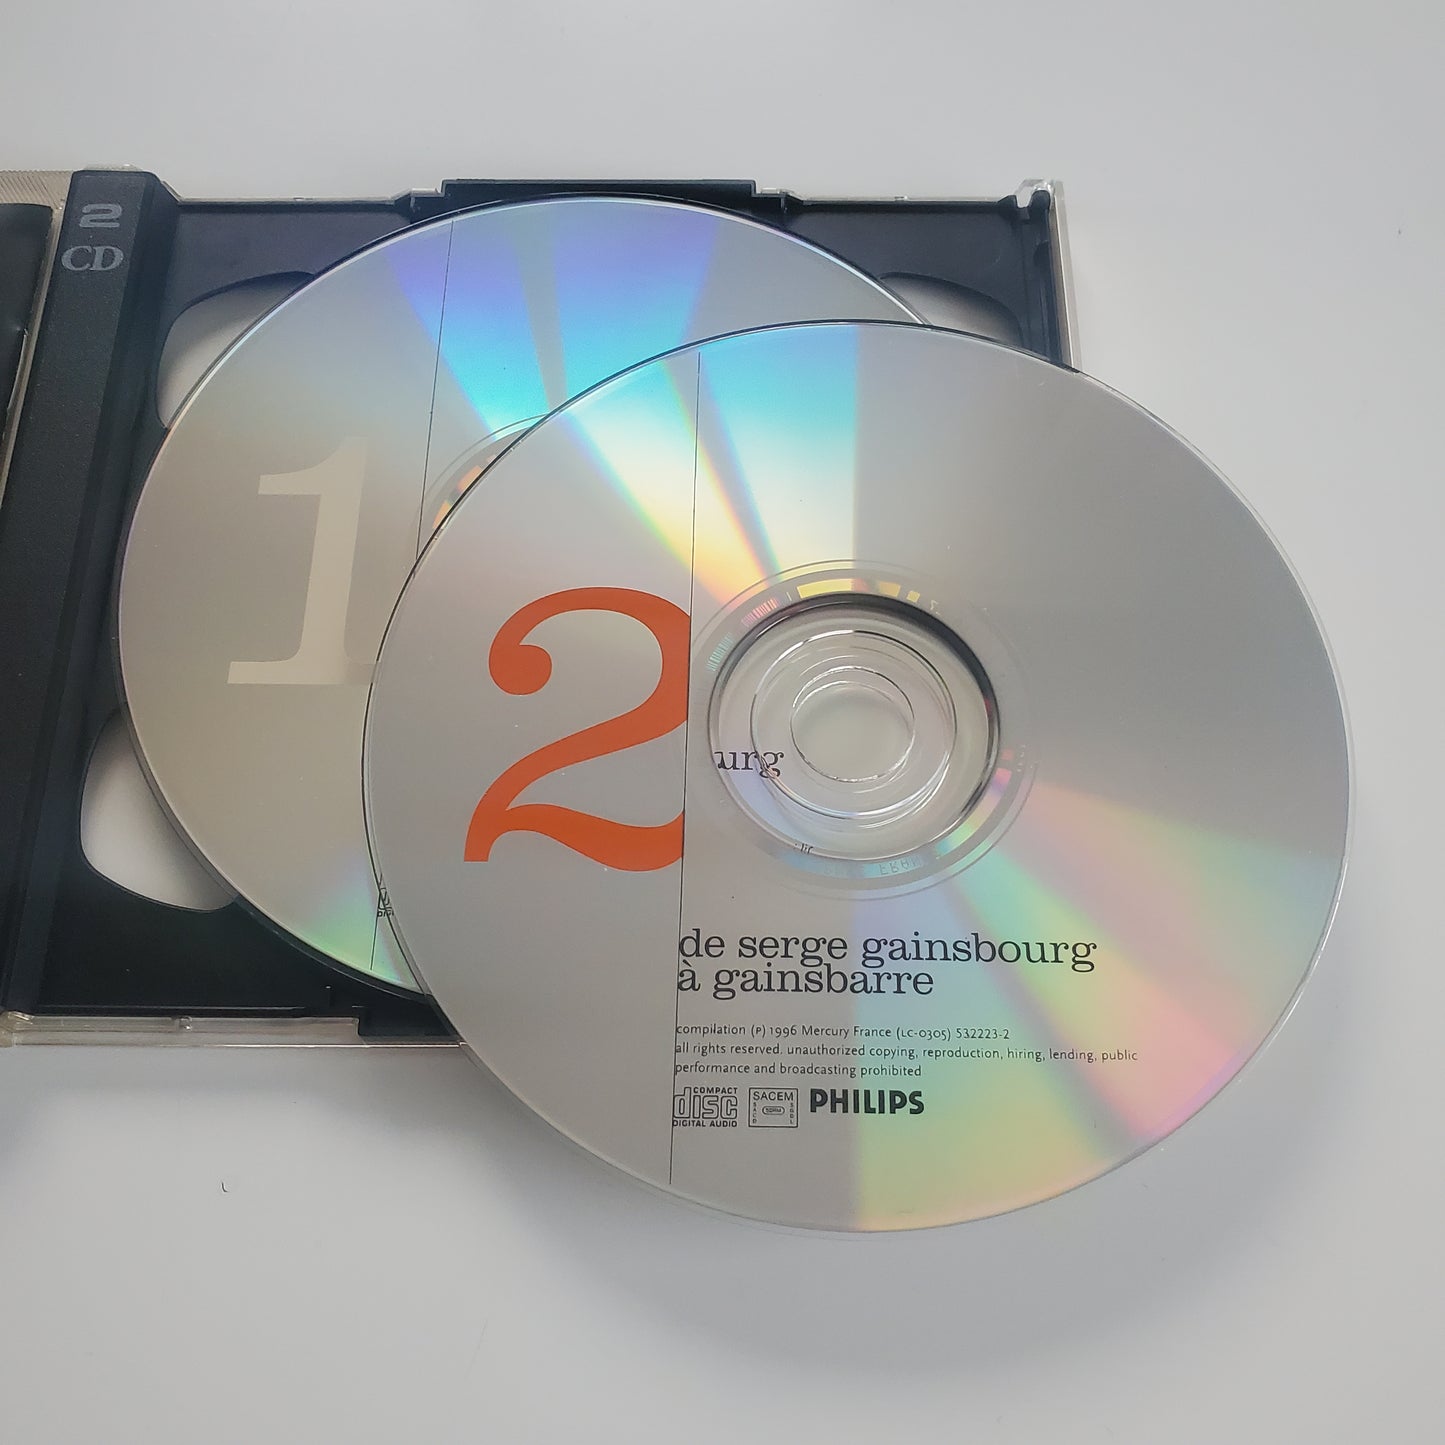 2
CD
1
2
urg
de serge gainsbourg
à gainsbarre
compilation (P) 1996 Mercury France (LC-0305) 532223-2
all rights reserved. unauthorized copying, reproduction, hiring, lending, public
performance and broadcasting prohibited
COMPACT
disc
DIGITAL AUDIO
SACEM
PHILIPS